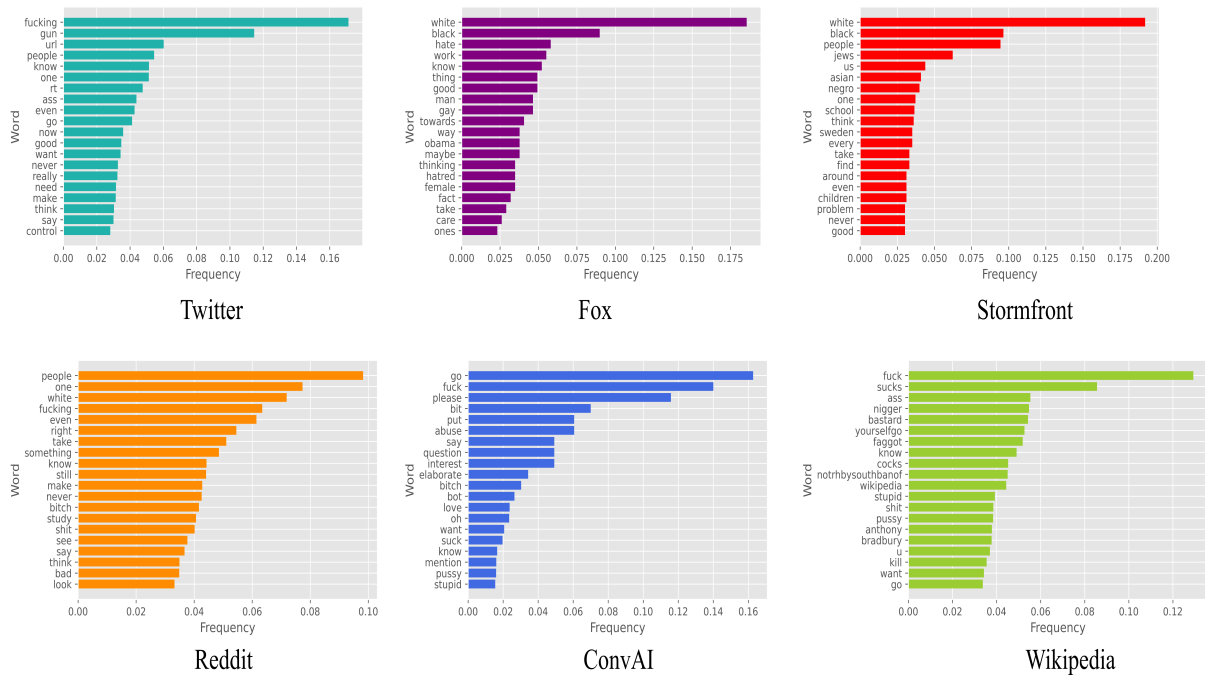 fucking
gun
url
people
know
one
rt
ass
even
go
now
good
want
never
really
need
make
think
say
control
Word
0.00 0.02 0.04 0.06 0.08 0.10 0.12 0.14 0.16
Frequency
Twitter
white
black
hate
work
know
thing
good
man
gay
towards
way
obama
maybe
thinking
hatred
female
fact
take
care
ones
Word
0.000 0.025 0.050 0.075 0.100 0.125 0.150 0.175
Frequency
Fox
white
black
people
jews
us
asian
negro
one
school
think
sweden
every
take
find
around
even
children
problem
never
good
Word
0.000 0.025 0.050 0.075 0.100 0.125 0.150 0.175 0.200
Frequency
Stormfront
people
one
white
fucking
even
right
take
something
know
still
make
never
bitch
study
shit
see
say
think
bad
look
Word
0.00 0.02 0.04 0.06 0.08 0.10
Frequency
Reddit
go
fuck
please
bit
put
abuse
say
question
interest
elaborate
bitch
bot
love
oh
want
suck
know
mention
pussy
stupid
Word
0.00 0.02 0.04 0.06 0.08 0.10 0.12 0.14 0.16
Frequency
ConvAI
fuck
sucks
ass
nigger
bastard
yourselfgo
faggot
know
cocks
notrhbysouthbanof
wikipedia
stupid
shit
pussy
anthony
bradbury
u
kill
want
go
Word
0.00 0.02 0.04 0.06 0.08 0.10 0.12
Frequency
Wikipedia